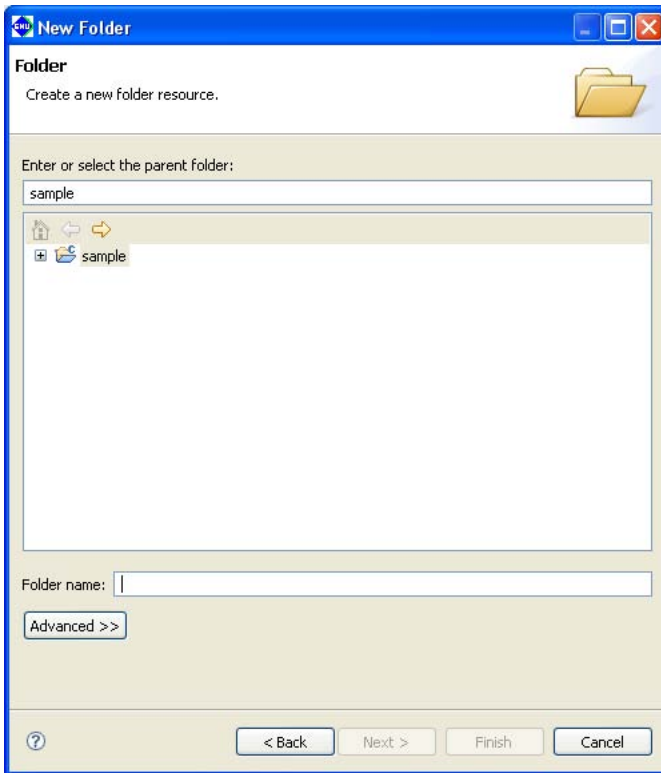 EMU New Folder
Folder
Create a new folder resource.
Enter or select the parent folder:
sample
C sample
Folder name:
Advanced >>
? < Back Next > Finish Cancel